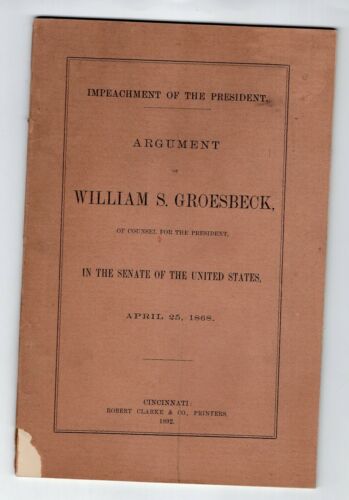 IMPEACHMENT OF THE PRESIDENT.
ARGUMENT
OF
WILLIAM S. GROESBECK,
OF COUNSEL FOR THE PRESIDENT,
IN THE SENATE OF THE UNITED STATES,
APRIL 25, 1868.
CINCINNATI:
ROBERT CLARKE & CO., PRINTERS,
1892.